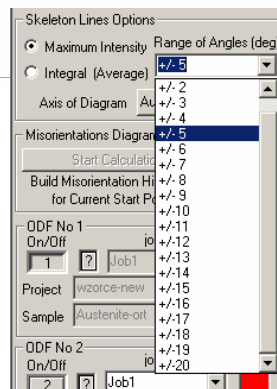 Skeleton Lines Options
Maximum Intensity Range of Angles (deg
Integral (Average) +/- 5
Axis of Diagram Au
+/- 2
+/- 3
+/- 4
+/- 5
+/- 6
+/- 7
+/- 8
+/- 9
+/-10
+/-11
+/-12
+/-13
+/-14
+/-15
+/-16
+/-17
+/-18
+/-19
+/-20
Misorientations Diagram
Start Calculatio
Build Misorientation Hi
for Current Start Po
ODF No 1
On/Off jo
1 ? Job1
Project wzorce-new
Sample Austenite-ort
ODF No 2
On/Off jo
2 ? Job1